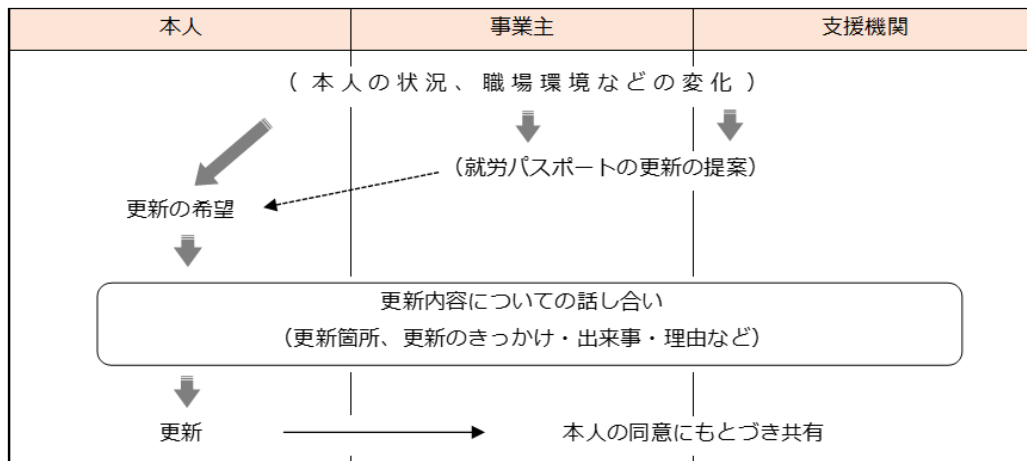 本人
事業主
支援機関
（本人の状況、職場環境などの変化）
（就労パスポートの更新の提案）
更新の希望
更新内容についての話し合い
（更新箇所、更新のきっかけ・出来事・理由など）
更新
本人の同意にもとづき共有